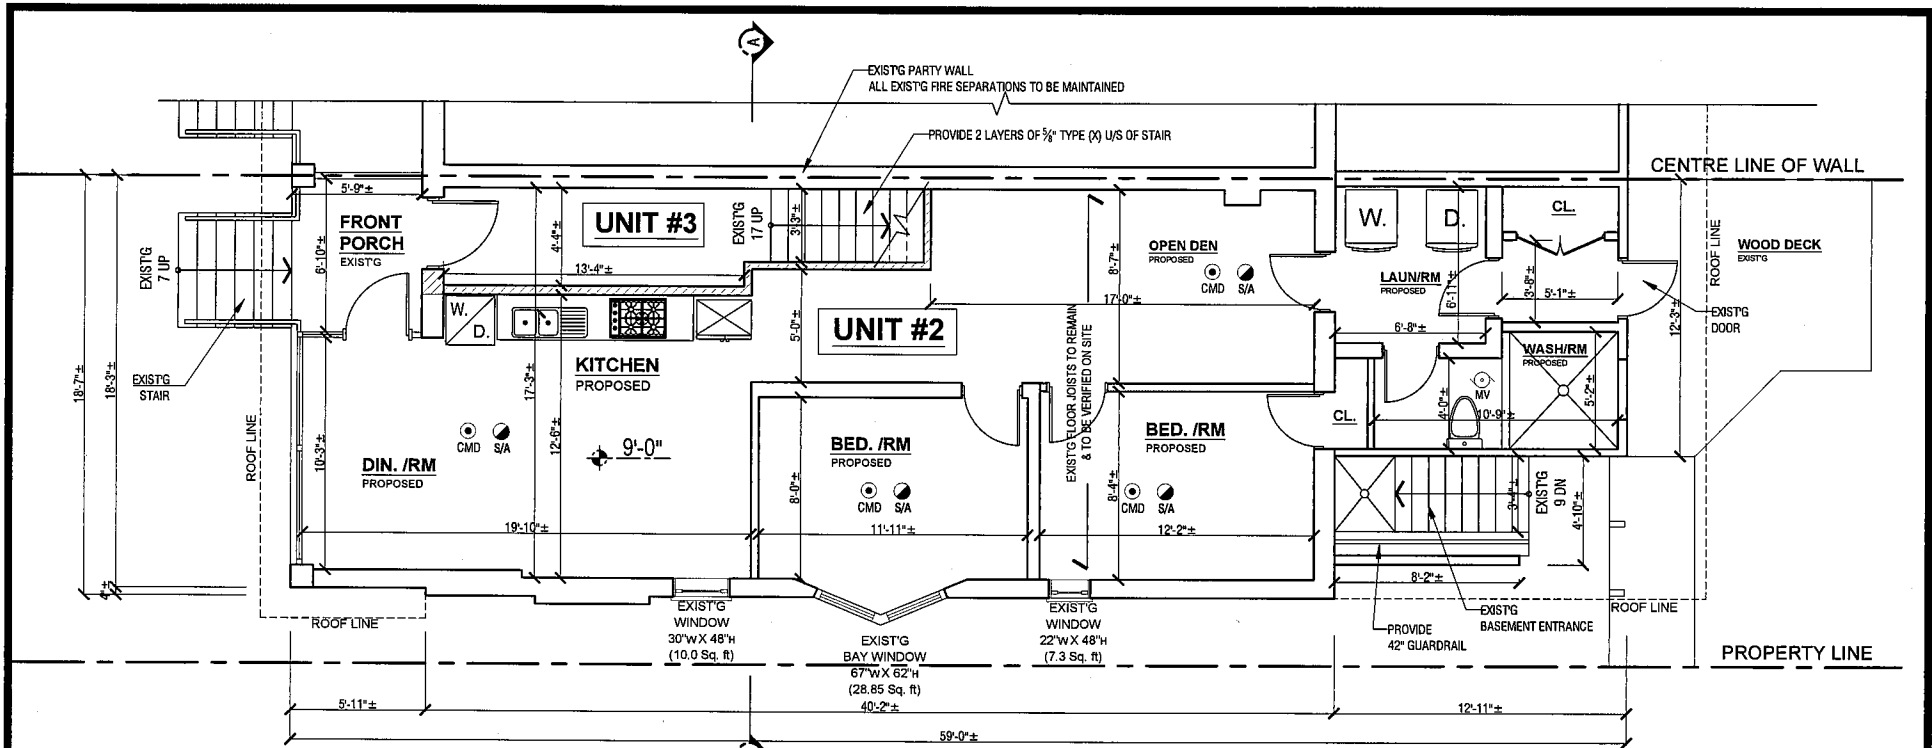 A
EXIST'G PARTY WALL
ALL EXIST'G FIRE SEPARATIONS TO BE MAINTAINED
PROVIDE 2 LAYERS OF ⅝" TYPE (X) U/S OF STAIR
CENTRE LINE OF WALL
5'-9"±
FRONT
PORCH
EXIST'G
6'-10"±
EXIST'G
7 UP
EXIST'G
STAIR
UNIT #3
4'-4"±
13'-4"±
EXIST'G
17 UP
3'-3"±
OPEN DEN
PROPOSED
CMD
S/A
8'-7"±
17'-0"±
W.
D.
LAUN/RM
PROPOSED
6'-11"±
6'-8"±
CL.
3'-8"±
5'-1"±
ROOF LINE
WOOD DECK
EXIST'G
EXIST'G
DOOR
12'-3"±
W.
D.
KITCHEN
PROPOSED
UNIT #2
5'-0"±
EXIST'G FLOOR JOISTS TO REMAIN
& TO BE VERIFIED ON SITE
WASH/RM
PROPOSED
5'-2"±
MV
4'-0"±
10'-9"±
CL.
18'-7"±
18'-3"±
4"±
ROOF LINE
10'-3"±
DIN. /RM
PROPOSED
CMD
S/A
17'-3"±
12'-6"±
9'-0"
19'-10"±
BED. /RM
PROPOSED
CMD
S/A
8'-0"±
11'-11"±
BED. /RM
PROPOSED
CMD
S/A
8'-4"±
12'-2"±
EXIST'G
9 DN
3'-4"±
4'-10"±
8'-2"±
ROOF LINE
EXIST'G
WINDOW
30"W X 48"H
(10.0 Sq. ft)
EXIST'G
BAY WINDOW
67"W X 62"H
(28.85 Sq. ft)
EXIST'G
WINDOW
22"W X 48"H
(7.3 Sq. ft)
PROVIDE
42" GUARDRAIL
EXIST'G
BASEMENT ENTRANCE
ROOF LINE
PROPERTY LINE
5'-11"±
40'-2"±
12'-11"±
59'-0"±